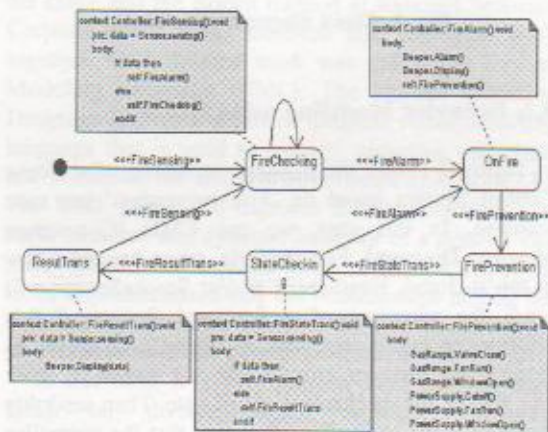 context Controller::FireSensing():void
pre: data = Sensor.sensing()
body:
if data then
self.FireAlarm()
else
self.FireChecking()
endif
context Controller::FireAlarm():void
body:
Beeper.Alarm()
Beeper.Display()
self.FirePrevention()
<<+FireSensing>>
FireChecking
<<+FireAlarm>>
OnFire
<<+FireSensing>>
<<+FireAlarm>>
<<+FirePrevention>>
ResultTrans
<<+FireResultTrans>>
StateCheckin
g
<<+FireStateTrans>>
FirePrevention
context Controller::FireResultTrans():void
pre: data = Sensor.sensing()
body:
Beeper.Display(data)
context Controller::FireStateTrans():void
pre: data = Sensor.sensing()
body:
if data then
self.FireAlarm()
else
self.FireResultTrans
endif
context Controller::FirePrevention():void
body:
GasRange.ValveClose()
GasRange.FanRun()
GasRange.WindowOpen()
PowerSupply.Cutoff()
PowerSupply.FanRun()
PowerSupply.WindowOpen()